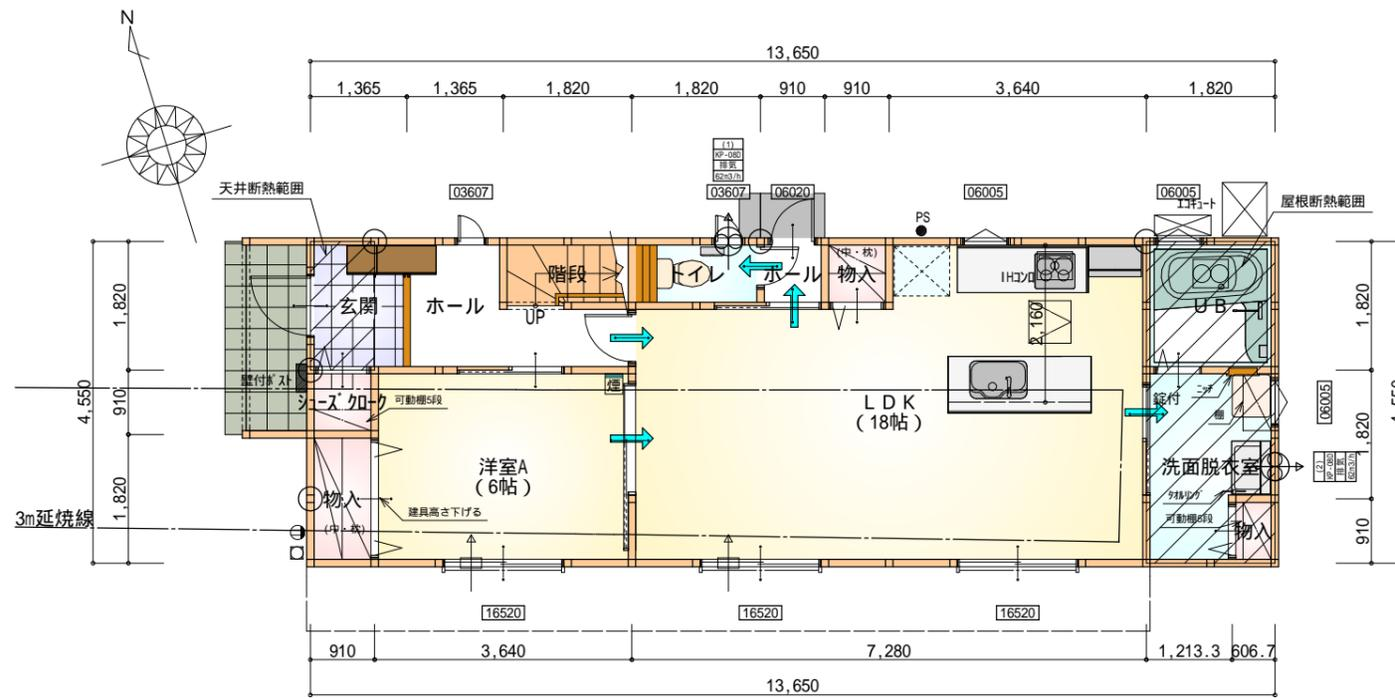 N
13,650
1,365
1,365
1,820
1,820
910
910
3,640
1,820
(1)
KP-08D
排気
62m3/h
03607
03607
06020
06005
06005
天井断熱範囲
エコキュート
屋根断熱範囲
PS
階段
トイレ
ホール
(中・枕)
物入
IHコンロ
玄関
ホール
UP
UB
2,160
1,820
910
1,820
4,550
1,820
1,820
910
壁付ポスト
シューズクローク
可動棚5段
煙
LDK
(18帖)
錠付
ニッチ
棚
06005
洋室A
(6帖)
洗面脱衣室
(2)
KP-08D
排気
62m3/h
タオルリング
物入
(中・枕)
建具高さ下げる
可動棚6段
物入
3m延焼線
16520
16520
16520
910
3,640
7,280
1,213.3
606.7
13,650